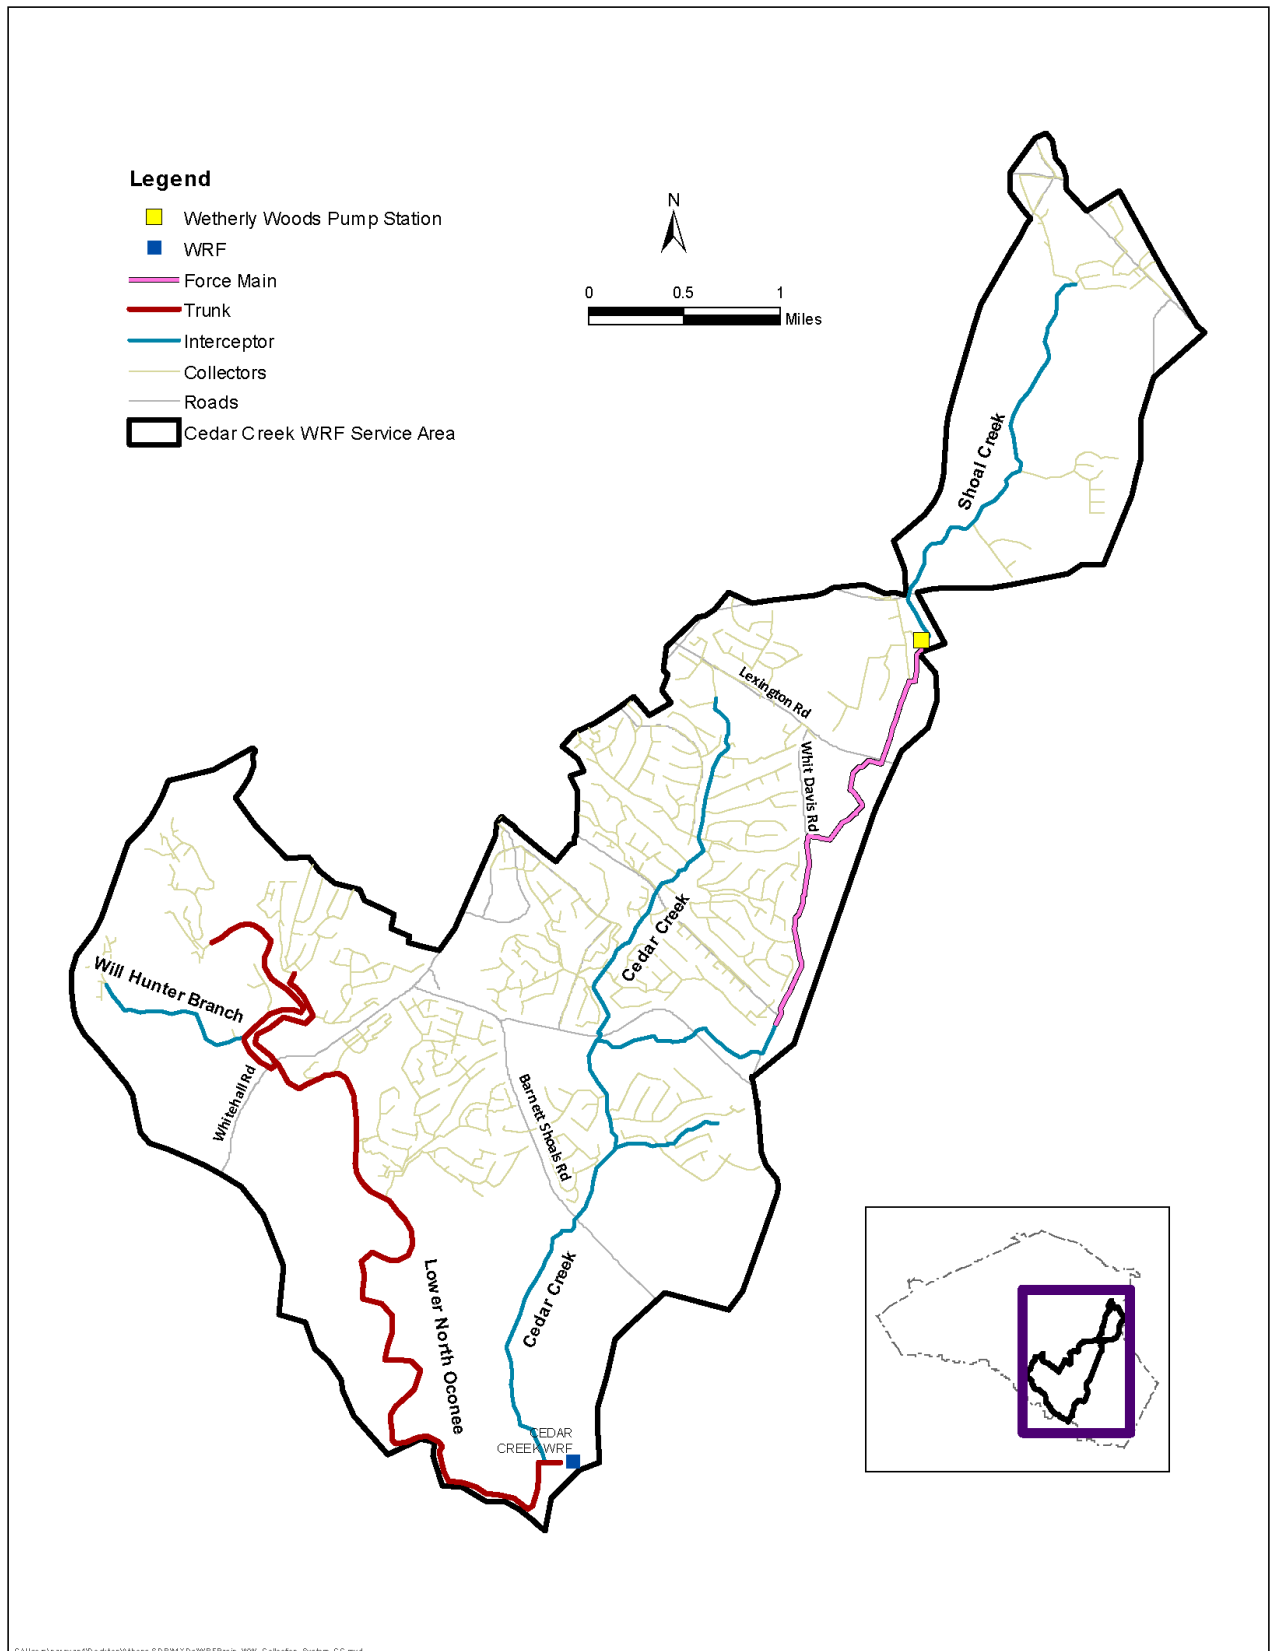 Legend
Wetherly Woods Pump Station
WRF
Force Main
Trunk
Interceptor
Collectors
Roads
Cedar Creek WRF Service Area
N
0 0.5 1
Miles
Shoal Creek
Lexington Rd
Whit Davis Rd
Cedar Creek
Will Hunter Branch
Whitehall Rd
Barnett Shoals Rd
Lower North Oconee
Cedar Creek
CEDAR
CREEK WRF